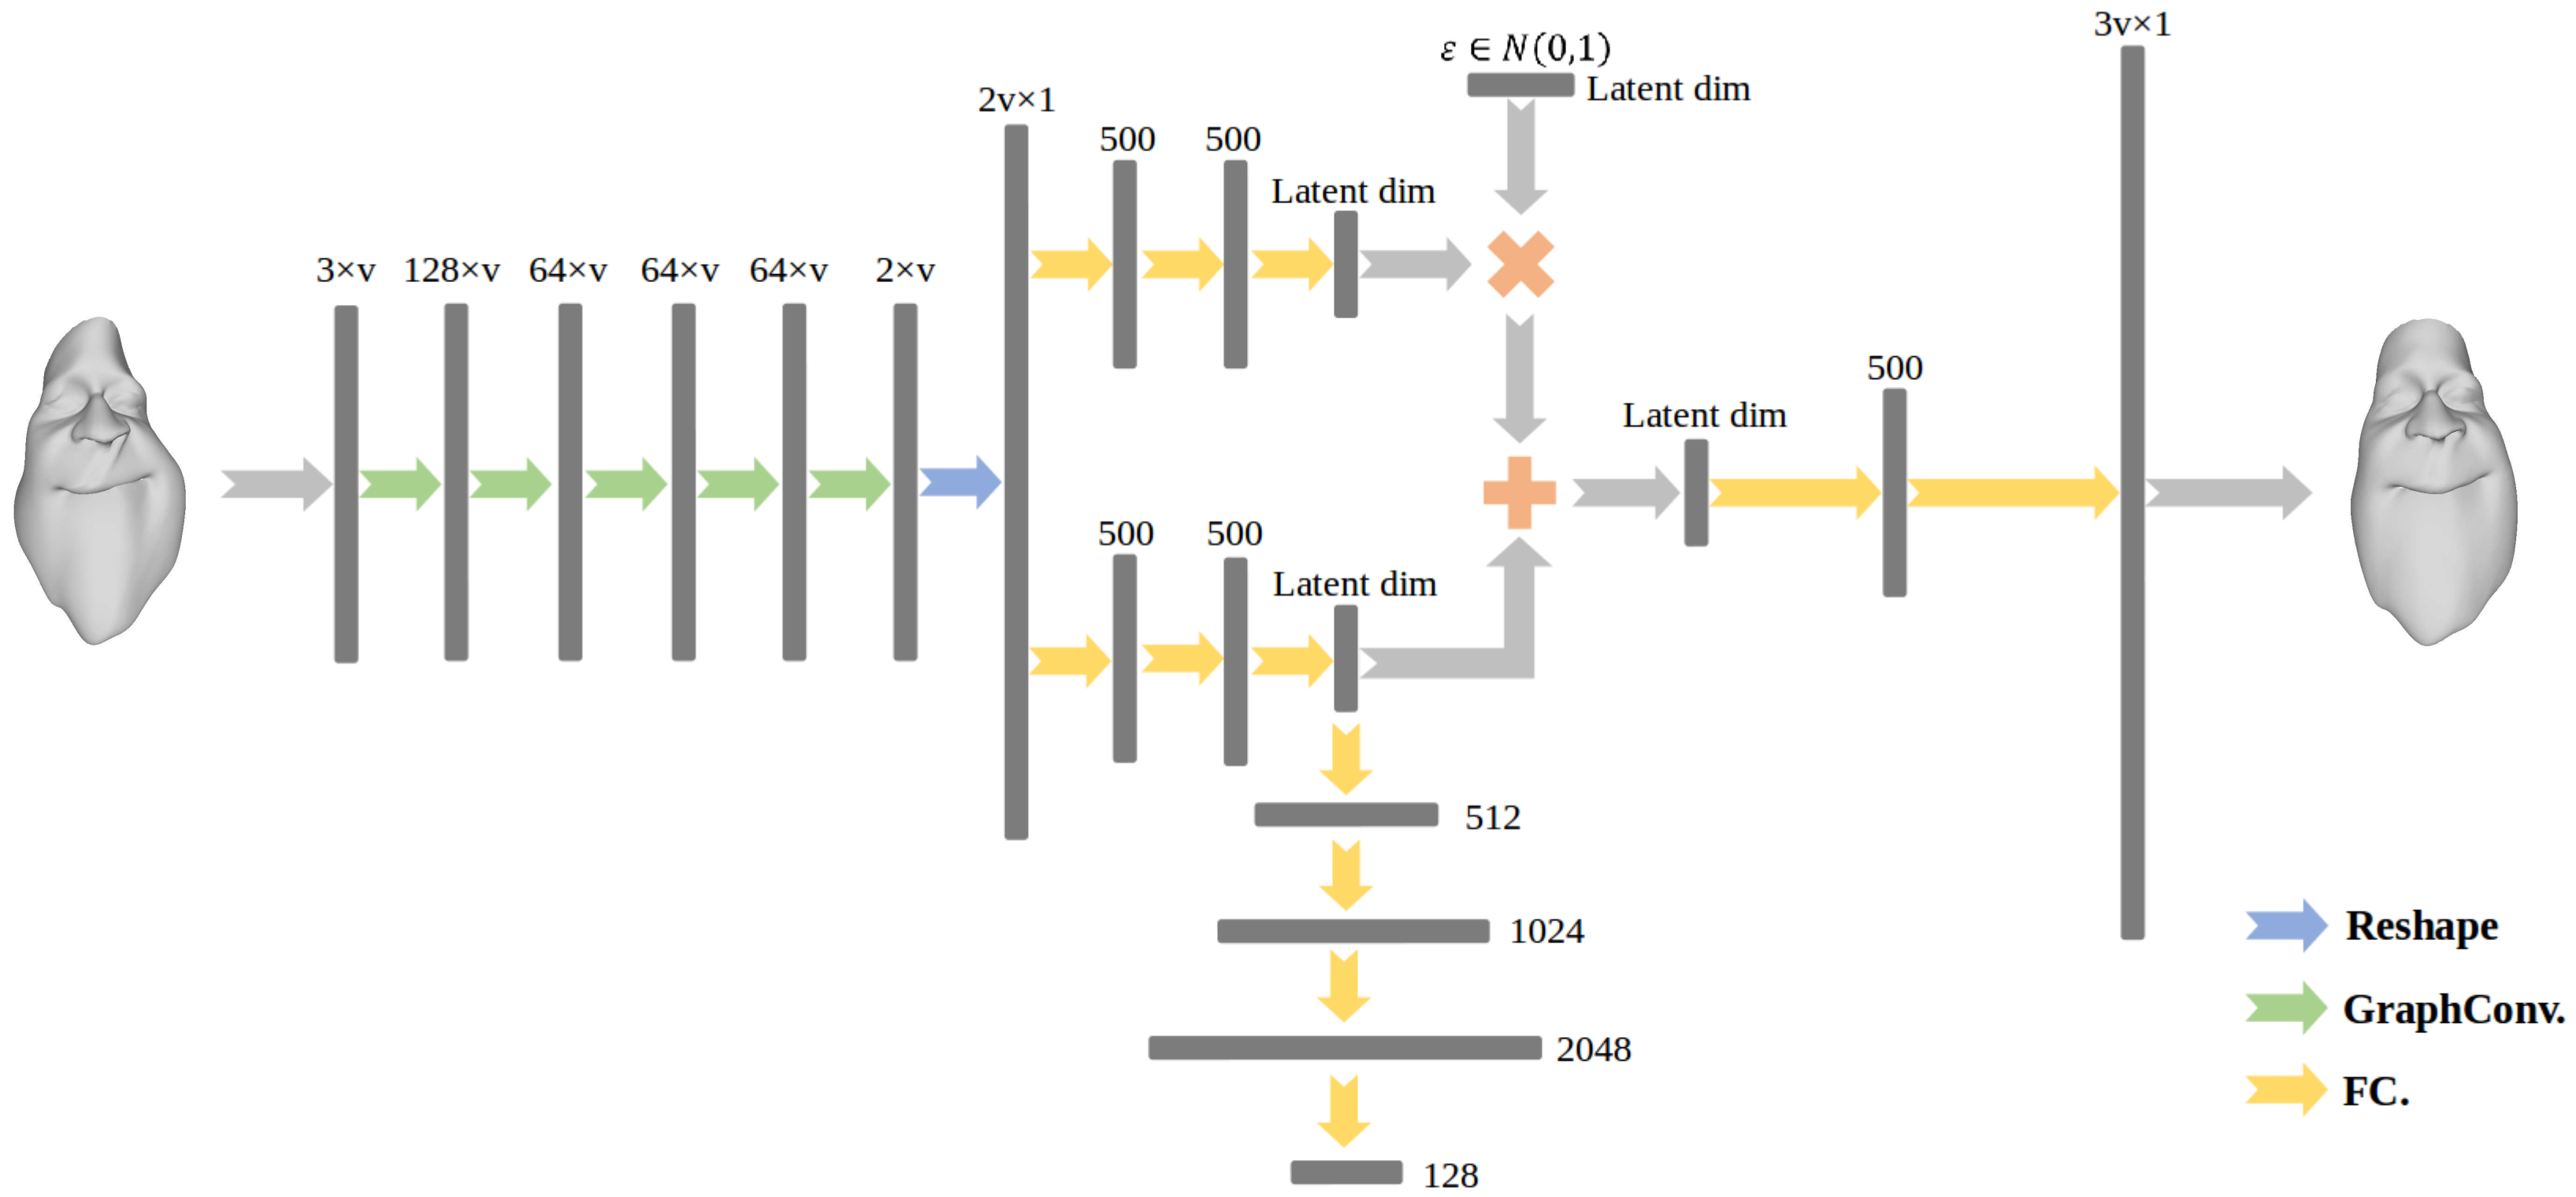 3×v
128×v
64×v
64×v
64×v
2×v
2v×1
500
500
Latent dim
ε ∈ N(0,1)
Latent dim
500
500
Latent dim
Latent dim
500
3v×1
512
1024
2048
128
Reshape
GraphConv.
FC.